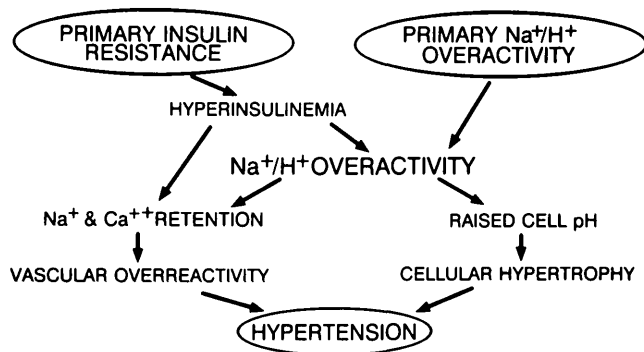 PRIMARY INSULIN
RESISTANCE
PRIMARY Na⁺/H⁺
OVERACTIVITY
HYPERINSULINEMIA
Na⁺/H⁺ OVERACTIVITY
Na⁺ & Ca⁺⁺ RETENTION
RAISED CELL pH
VASCULAR OVERREACTIVITY
CELLULAR HYPERTROPHY
HYPERTENSION